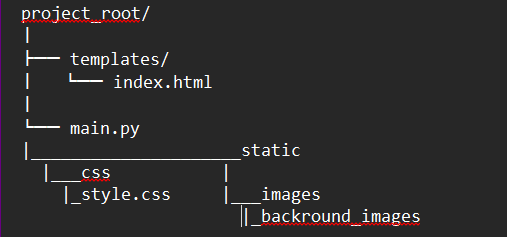 project_root/
│
├── templates/
│   └── index.html
│
└── main.py
|_____________________static
|___css |
|_style.css |___images
||_backround_images